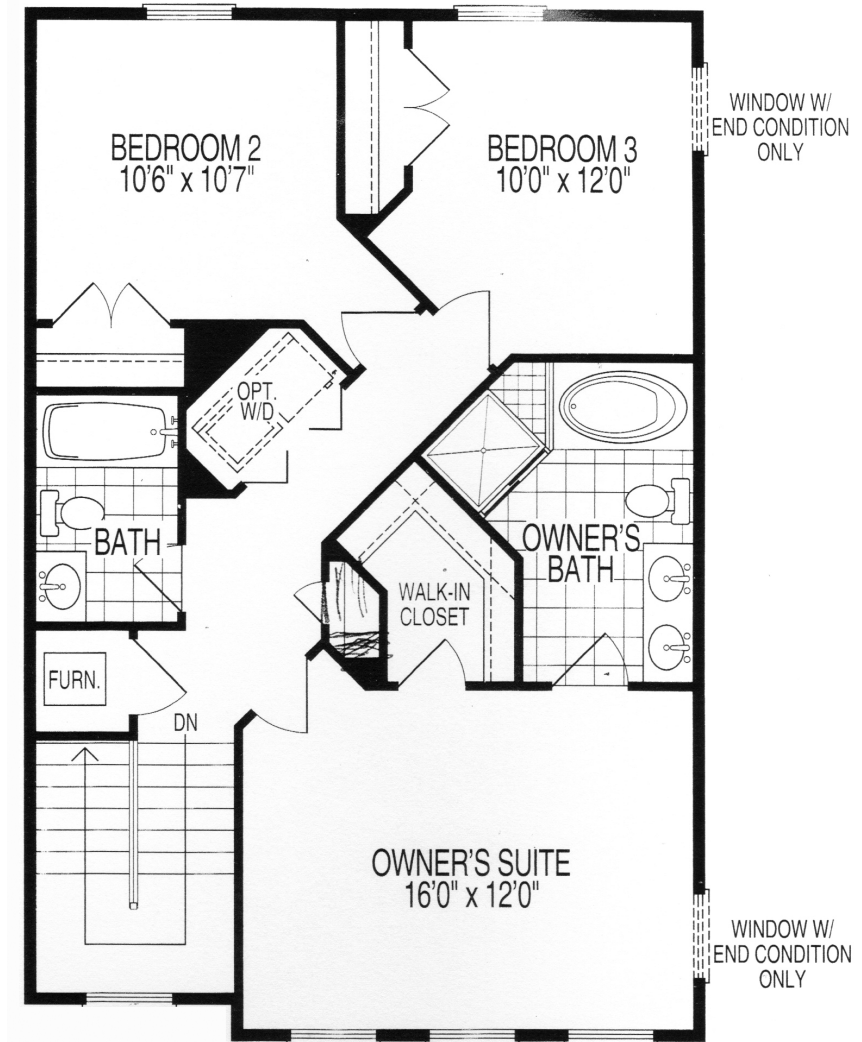 BEDROOM 2
10'6" x 10'7"
BEDROOM 3
10'0" x 12'0"
WINDOW W/
END CONDITION
ONLY
OPT.
W/D
BATH
OWNER'S
BATH
WALK-IN
CLOSET
FURN.
DN
OWNER'S SUITE
16'0" x 12'0"
WINDOW W/
END CONDITION
ONLY